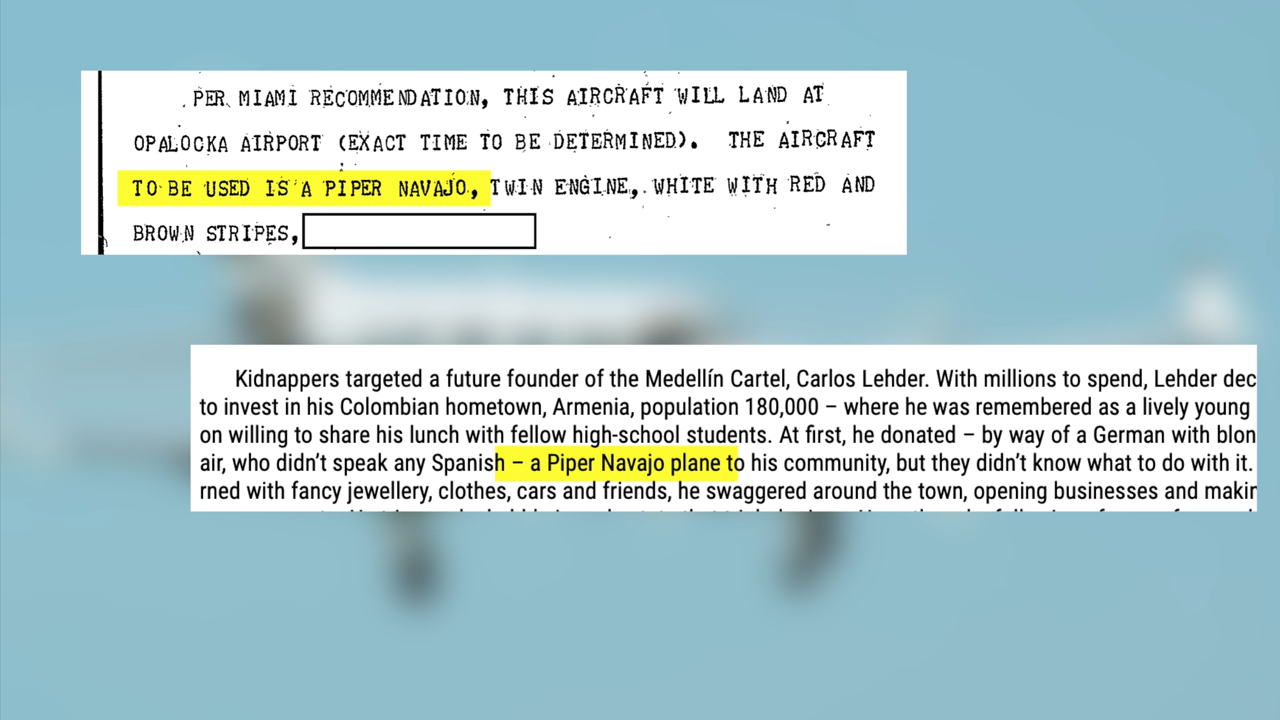 PER MIAMI RECOMMENDATION, THIS AIRCRAFT WILL LAND AT
OPALOCKA AIRPORT (EXACT TIME TO BE DETERMINED). THE AIRCRAFT
TO BE USED IS A PIPER NAVAJO, TWIN ENGINE, WHITE WITH RED AND
BROWN STRIPES,
Kidnappers targeted a future founder of the Medellín Cartel, Carlos Lehder. With millions to spend, Lehder dec
to invest in his Colombian hometown, Armenia, population 180,000 – where he was remembered as a lively young
on willing to share his lunch with fellow high-school students. At first, he donated – by way of a German with blon
air, who didn't speak any Spanish – a Piper Navajo plane to his community, but they didn't know what to do with it.
rned with fancy jewellery, clothes, cars and friends, he swaggered around the town, opening businesses and makin